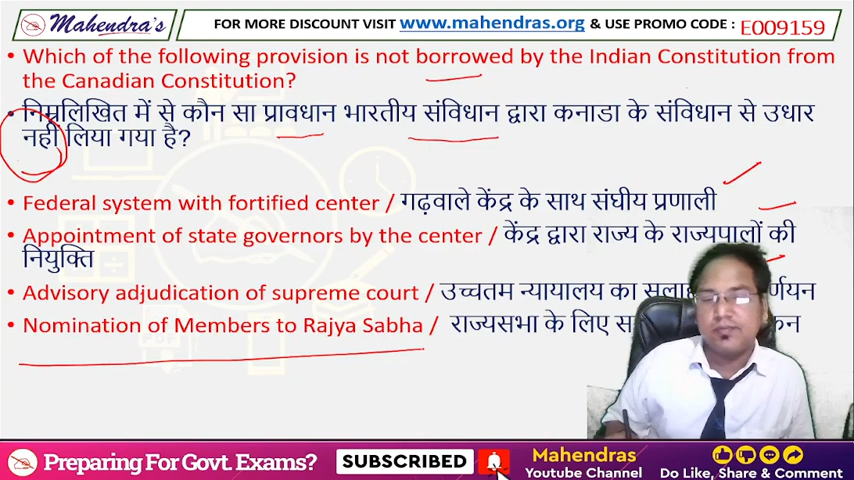 Mahendra's
FOR MORE DISCOUNT VISIT www.mahendras.org & USE PROMO CODE : E009159
• Which of the following provision is not borrowed by the Indian Constitution from
the Canadian Constitution?
• निम्नलिखित में से कौन सा प्रावधान भारतीय संविधान द्वारा कनाडा के संविधान से उधार
नहीं लिया गया है?
• Federal system with fortified center / गढ़वाले केंद्र के साथ संघीय प्रणाली
• Appointment of state governors by the center / केंद्र द्वारा राज्य के राज्यपालों की
नियुक्ति
• Advisory adjudication of supreme court / उच्चतम न्यायालय का
• Nomination of Members to Rajya Sabha / राज्यसभा के लिए
Preparing For Govt. Exams? SUBSCRIBED Mahendras
Youtube Channel Do Like, Share & Comment